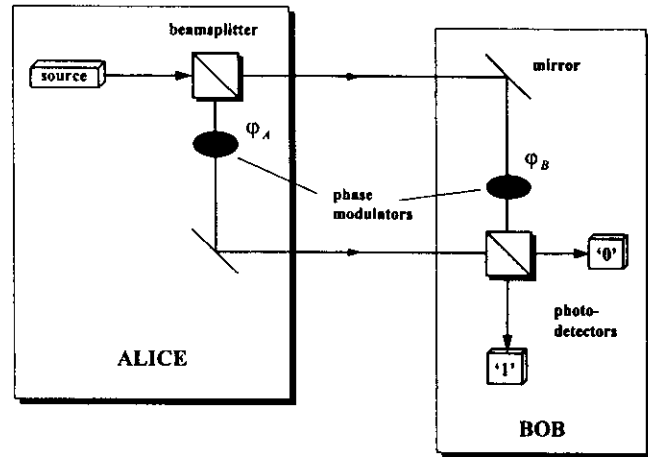 beamsplitter
source
mirror
φA
φB
phase
modulators
'0'
photo-
detectors
'1'
ALICE
BOB